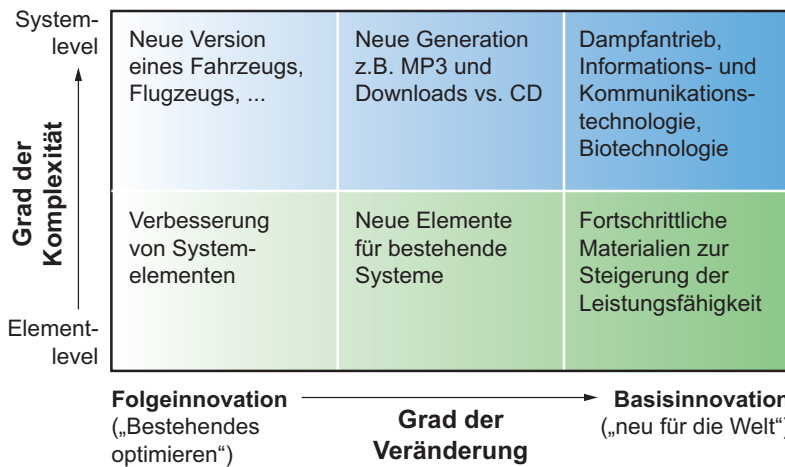 System-
level
Grad der
Komplexität
Element-
level
Neue Version
eines Fahrzeugs,
Flugzeugs, ...
Neue Generation
z.B. MP3 und
Downloads vs. CD
Dampfantrieb,
Informations- und
Kommunikations-
technologie,
Biotechnologie
Verbesserung
von System-
elementen
Neue Elemente
für bestehende
Systeme
Fortschrittliche
Materialien zur
Steigerung der
Leistungsfähigkeit
Folgeinnovation
(„Bestehendes
optimieren“)
Grad der
Veränderung
Basisinnovation
(„neu für die Welt“)